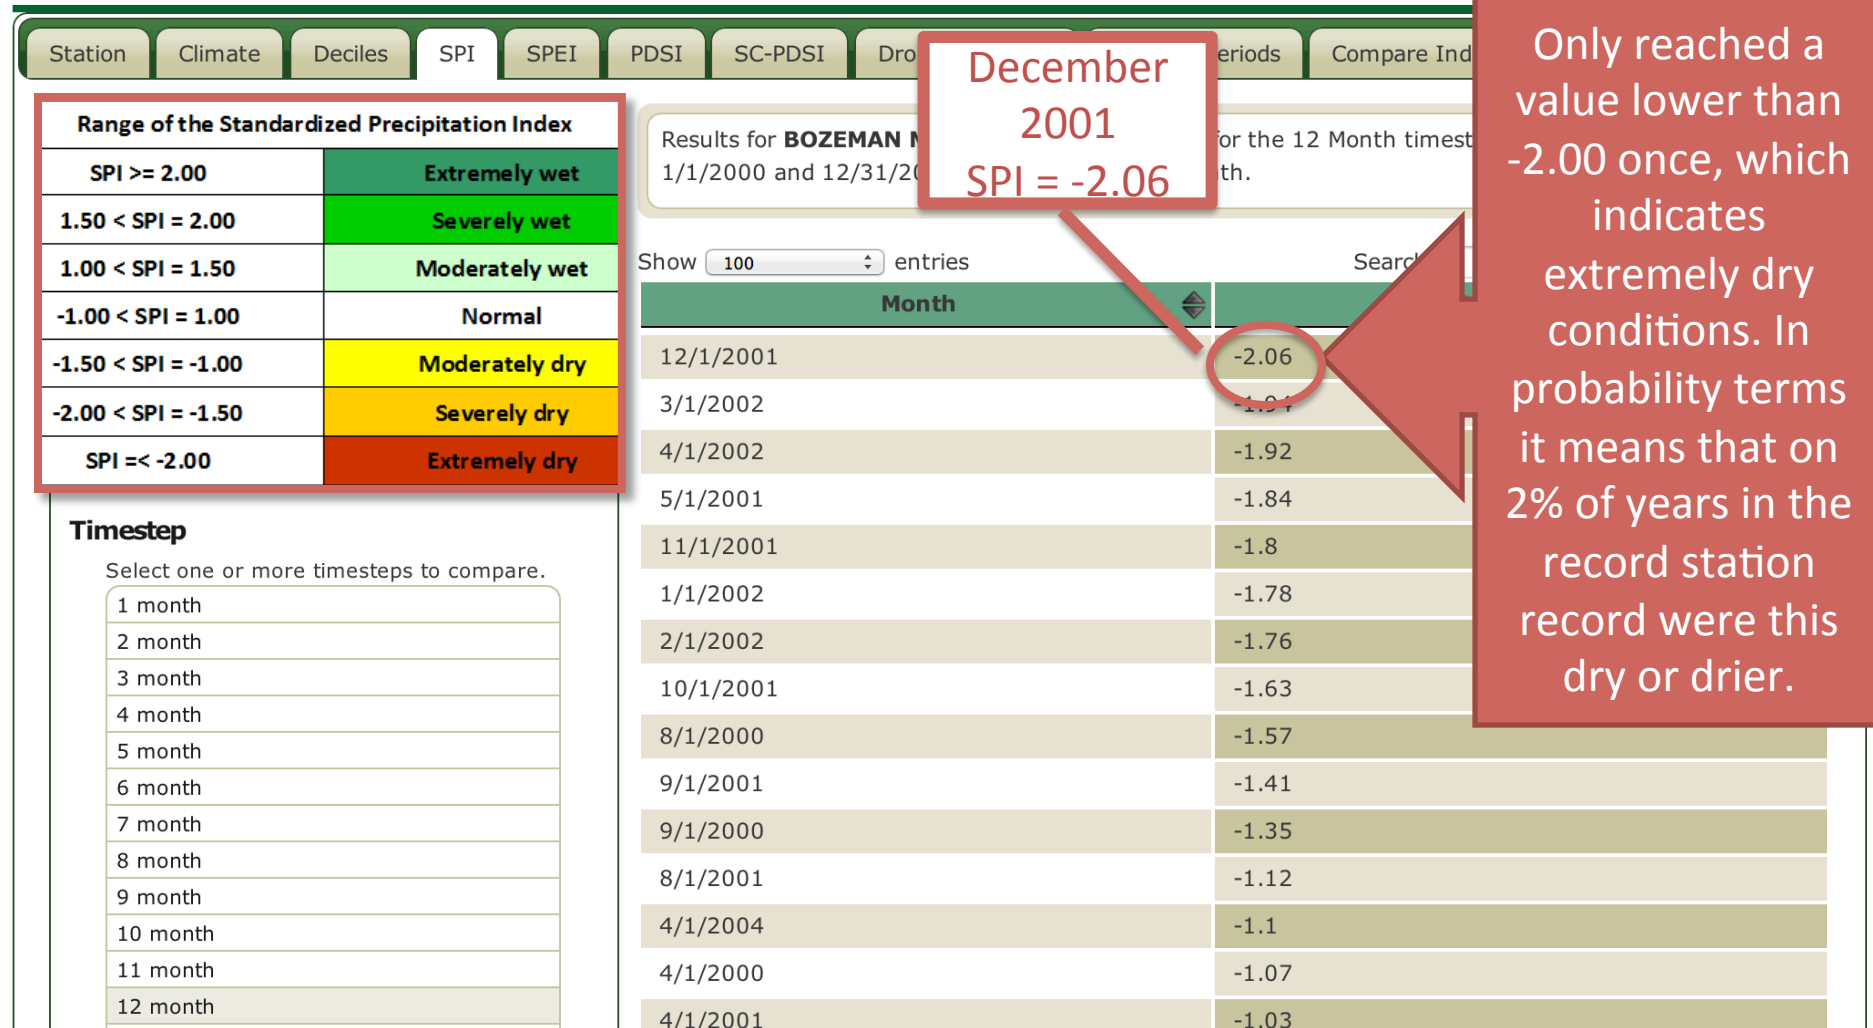 Station Climate Deciles SPI SPEI PDSI SC-PDSI Compare
Range of the Standardized Precipitation Index
SPI >= 2.00 Extremely wet
1.50 < SPI = 2.00 Severely wet
1.00 < SPI = 1.50 Moderately wet
-1.00 < SPI = 1.00 Normal
-1.50 < SPI = -1.00 Moderately dry
-2.00 < SPI = -1.50 Severely dry
SPI =< -2.00 Extremely dry
Timestep
Select one or more timesteps to compare.
1 month
2 month
3 month
4 month
5 month
6 month
7 month
8 month
9 month
10 month
11 month
12 month
December
2001
SPI = -2.06
Results for BOZEMAN for the 12 Month
1/1/2000 and
Show 100 entries
Search
Month
12/1/2001 -2.06
3/1/2002 -1.94
4/1/2002 -1.92
5/1/2001 -1.84
11/1/2001 -1.8
1/1/2002 -1.78
2/1/2002 -1.76
10/1/2001 -1.63
8/1/2000 -1.57
9/1/2001 -1.41
9/1/2000 -1.35
8/1/2001 -1.12
4/1/2004 -1.1
4/1/2000 -1.07
4/1/2001 -1.03
Only reached a
value lower than
-2.00 once, which
indicates
extremely dry
conditions. In
probability terms
it means that on
2% of years in the
record station
record were this
dry or drier.